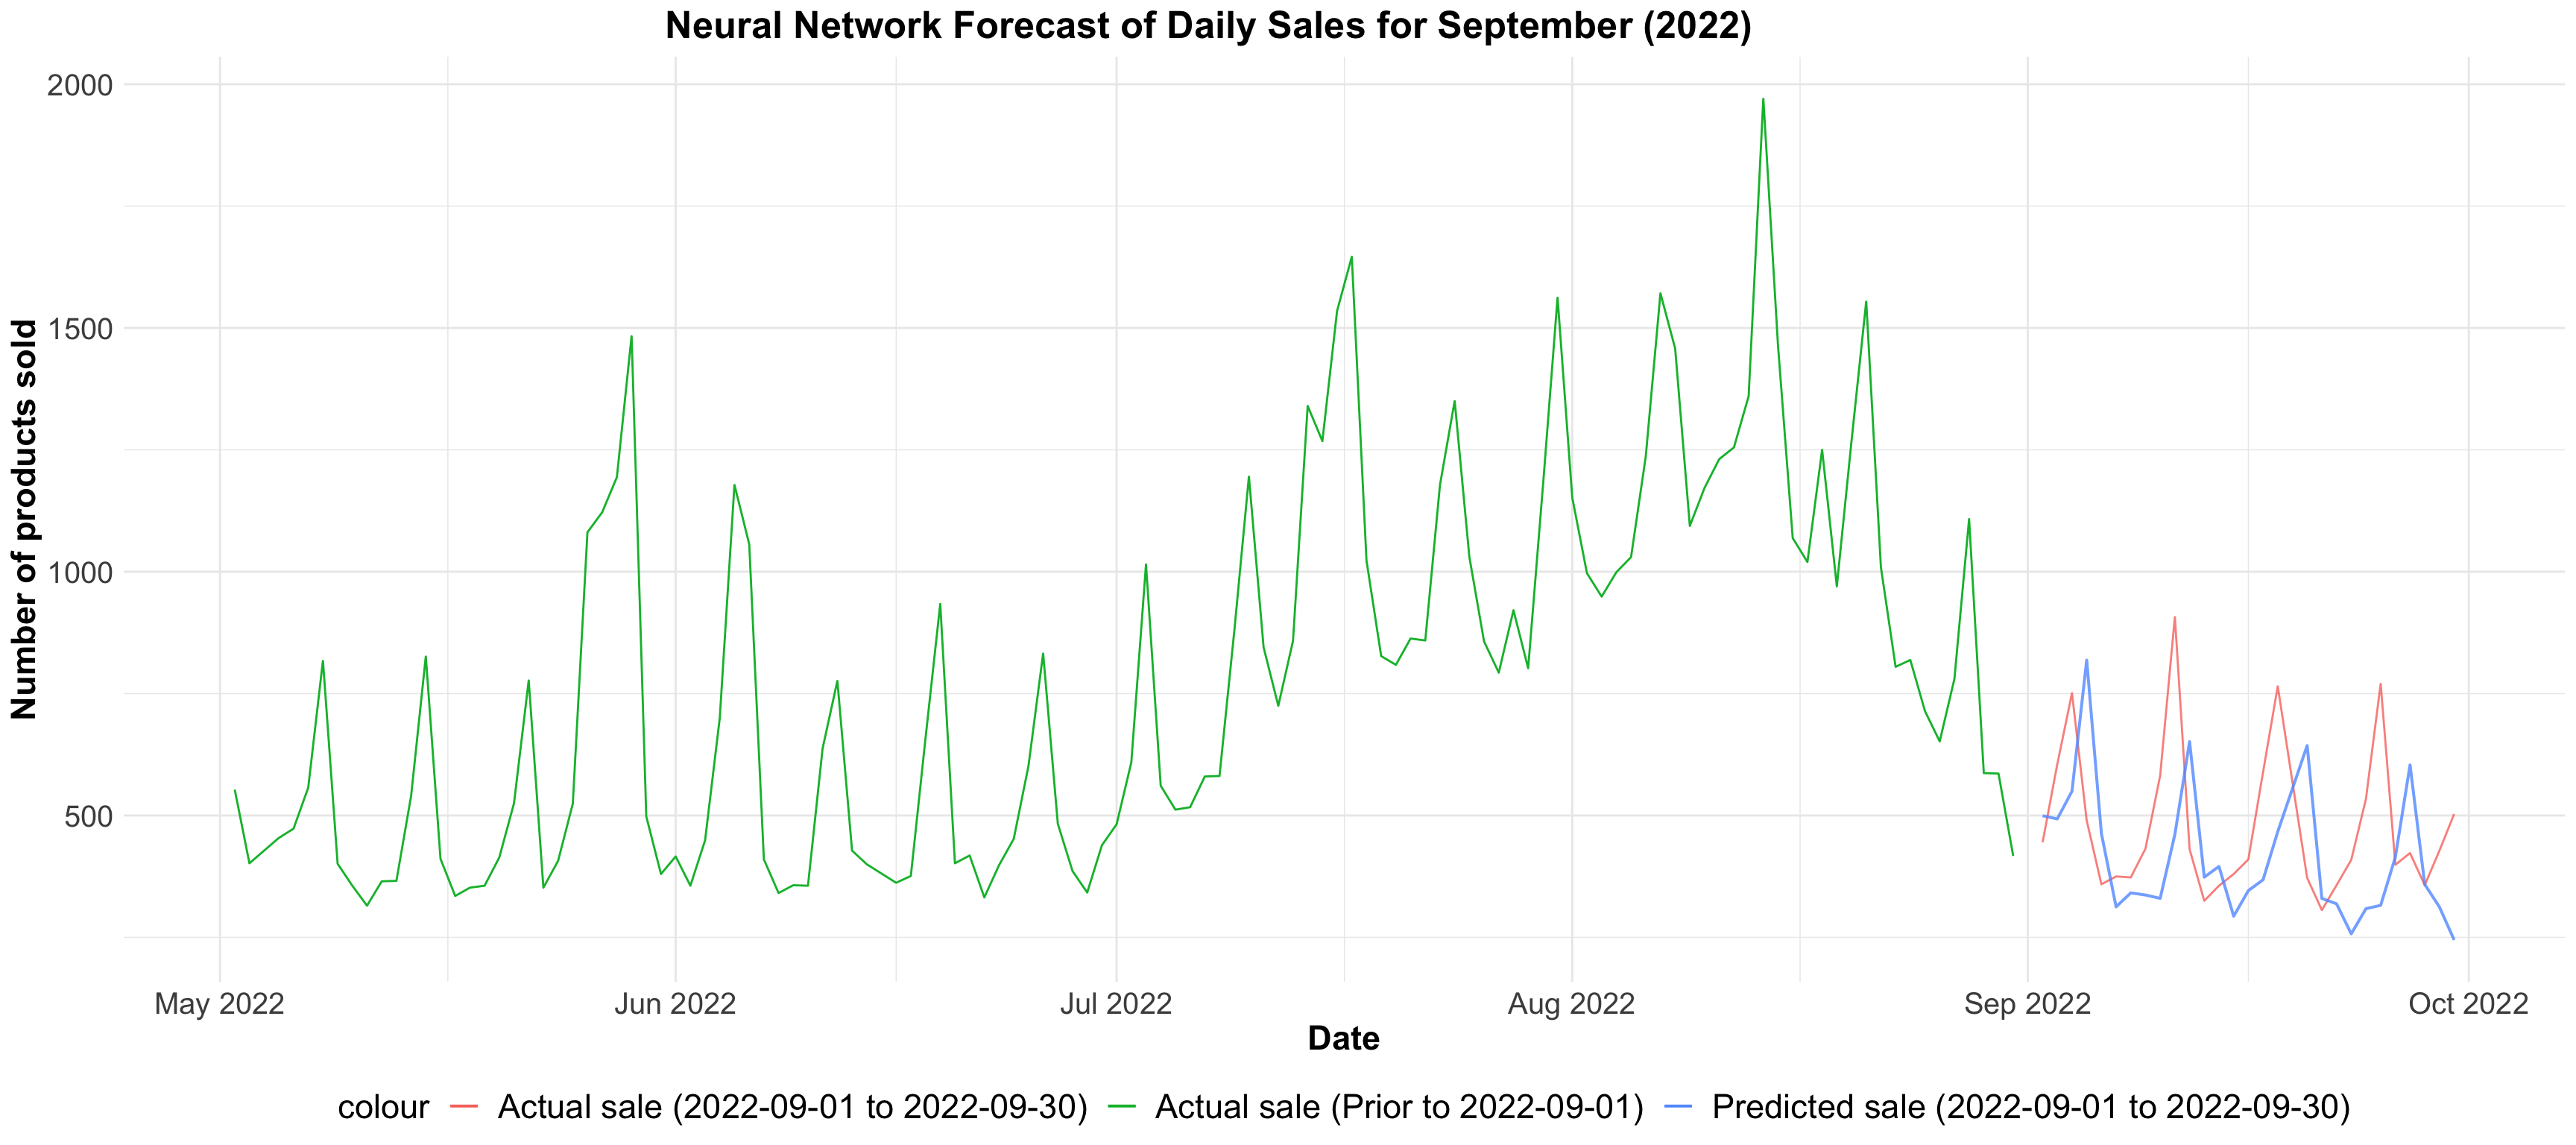 Neural Network Forecast of Daily Sales for September (2022)
2000
1500
1000
500
Number of products sold
May 2022
Jun 2022
Jul 2022
Aug 2022
Sep 2022
Oct 2022
Date
colour
Actual sale (2022-09-01 to 2022-09-30)
Actual sale (Prior to 2022-09-01)
Predicted sale (2022-09-01 to 2022-09-30)